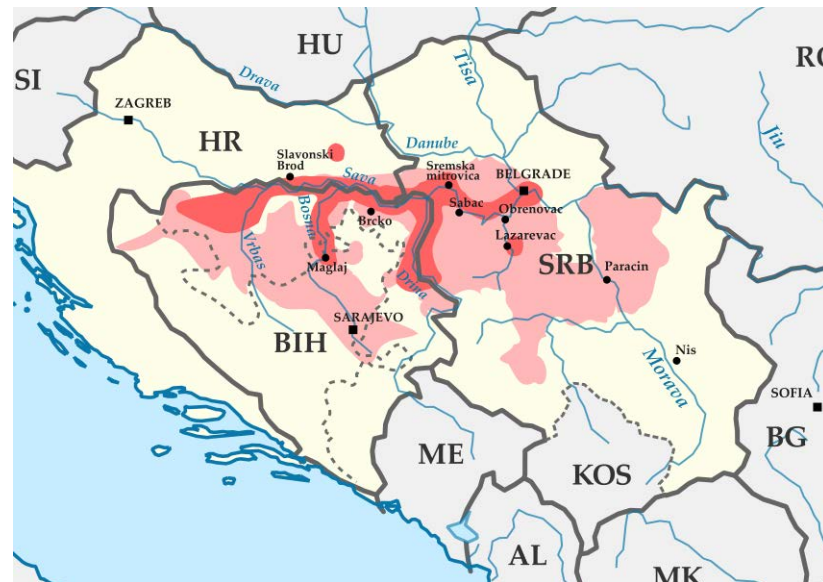 HU
RO
SI
Drava
Tisa
ZAGREB
HR
Jiu
Danube
Slavonski
Brod
Sava
Sremska
mitrovica
BELGRADE
Sabac
Obrenovac
Bosna
Brcko
Lazarevac
Vrbas
Maglaj
Drina
SRB
Paracin
SARAJEVO
BIH
Nis
Morava
SOFIA
BG
ME
KOS
AL
MK